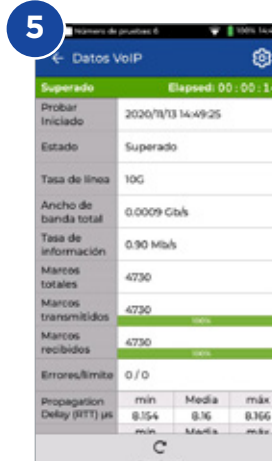 5
Número de pruebas: 6
100%
← Datos VoIP
Superado Elapsed: 00:00:14
Probar Iniciado 2020/11/13 14:49:25
Estado Superado
Tasa de línea 10G
Ancho de banda total 0.0009 Gb/s
Tasa de información 0.90 Mb/s
Marcos totales 4730
Marcos transmitidos 4730
100%
Marcos recibidos 4730
100%
Errores/límite 0/0
Propagation Delay (RTT) µs min Media máx
8.154 8.16 8.166
min Media máx